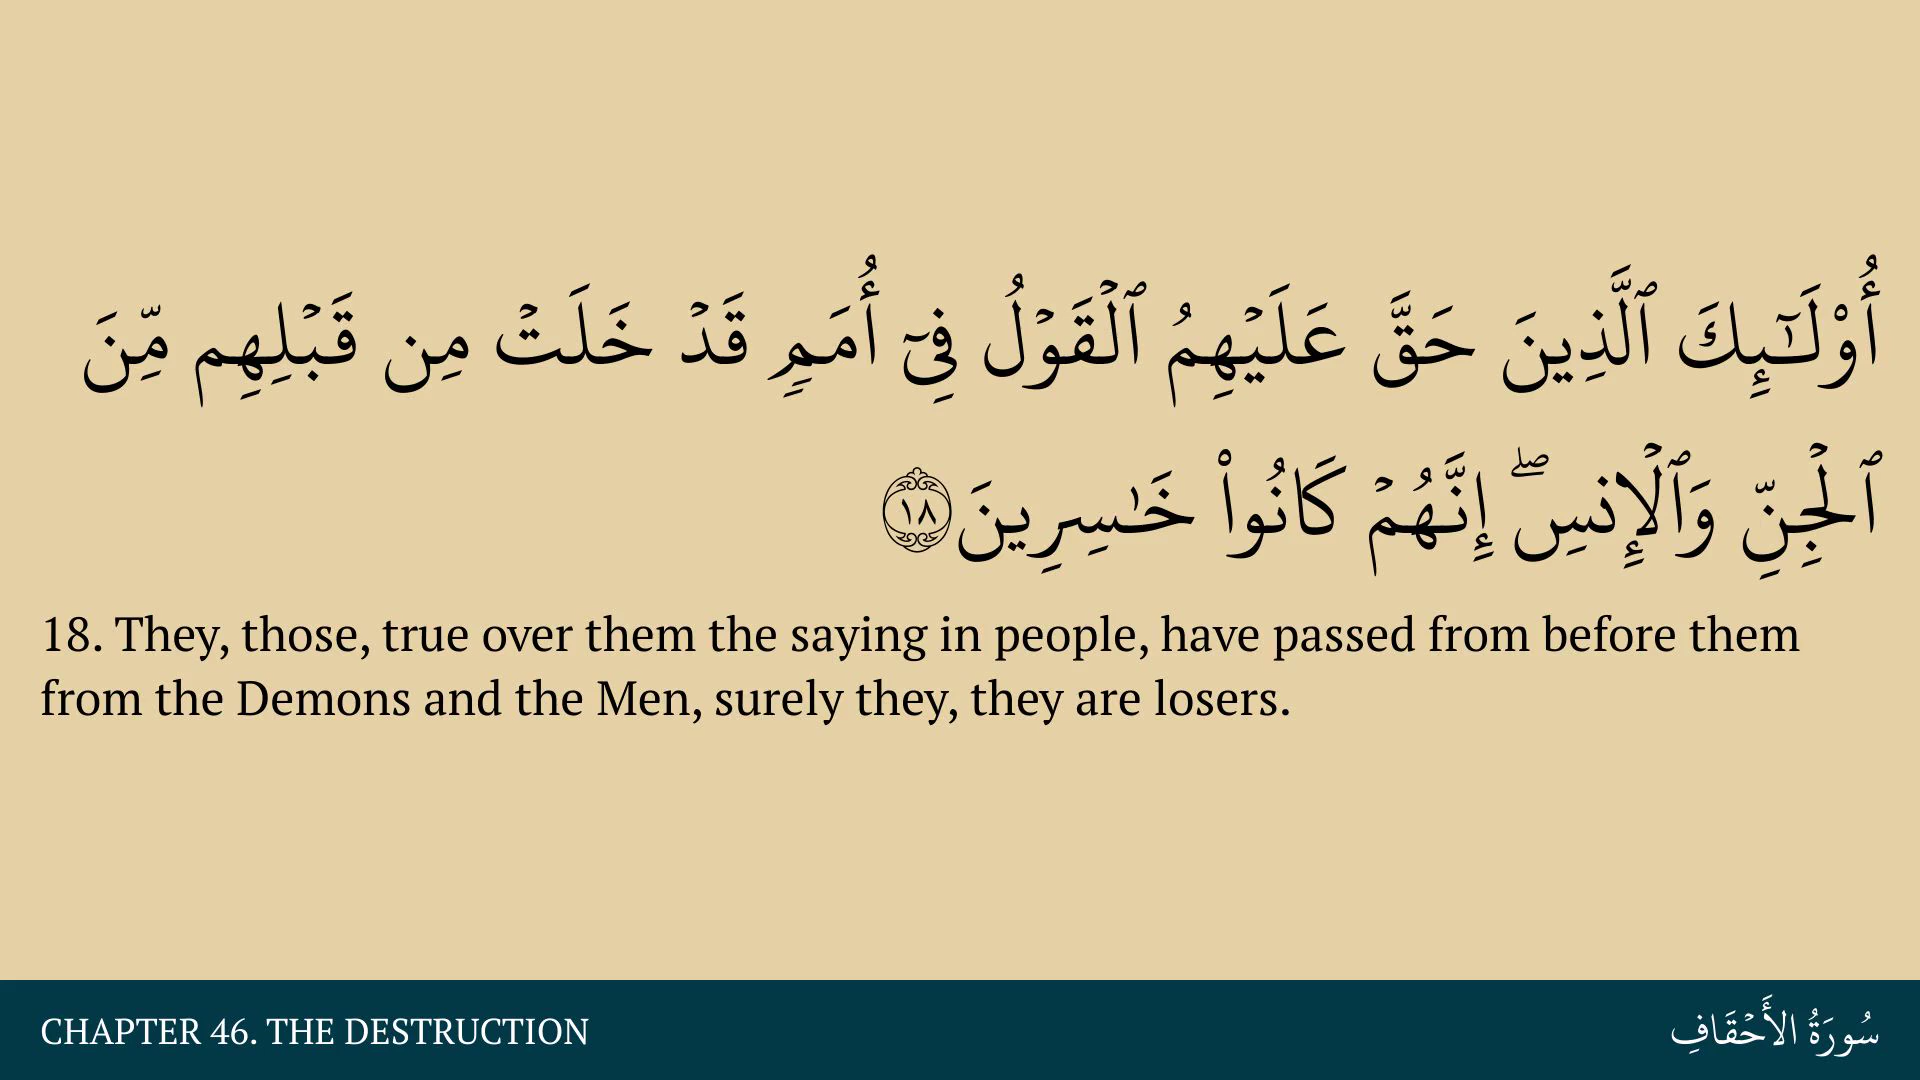 أُوْلَـٰٓئِكَ ٱلَّذِينَ حَقَّ عَلَيْهِمُ ٱلْقَوْلُ فِىٓ أُمَمٍ قَدْ خَلَتْ مِن قَبْلِهِم مِّنَ
ٱلْجِنِّ وَٱلْإِنسِ ۖ إِنَّهُمْ كَانُوا۟ خَـٰسِرِينَ ١٨
18. They, those, true over them the saying in people, have passed from before them
from the Demons and the Men, surely they, they are losers.
CHAPTER 46. THE DESTRUCTION
سُورَةُ الأَحْقَافِ